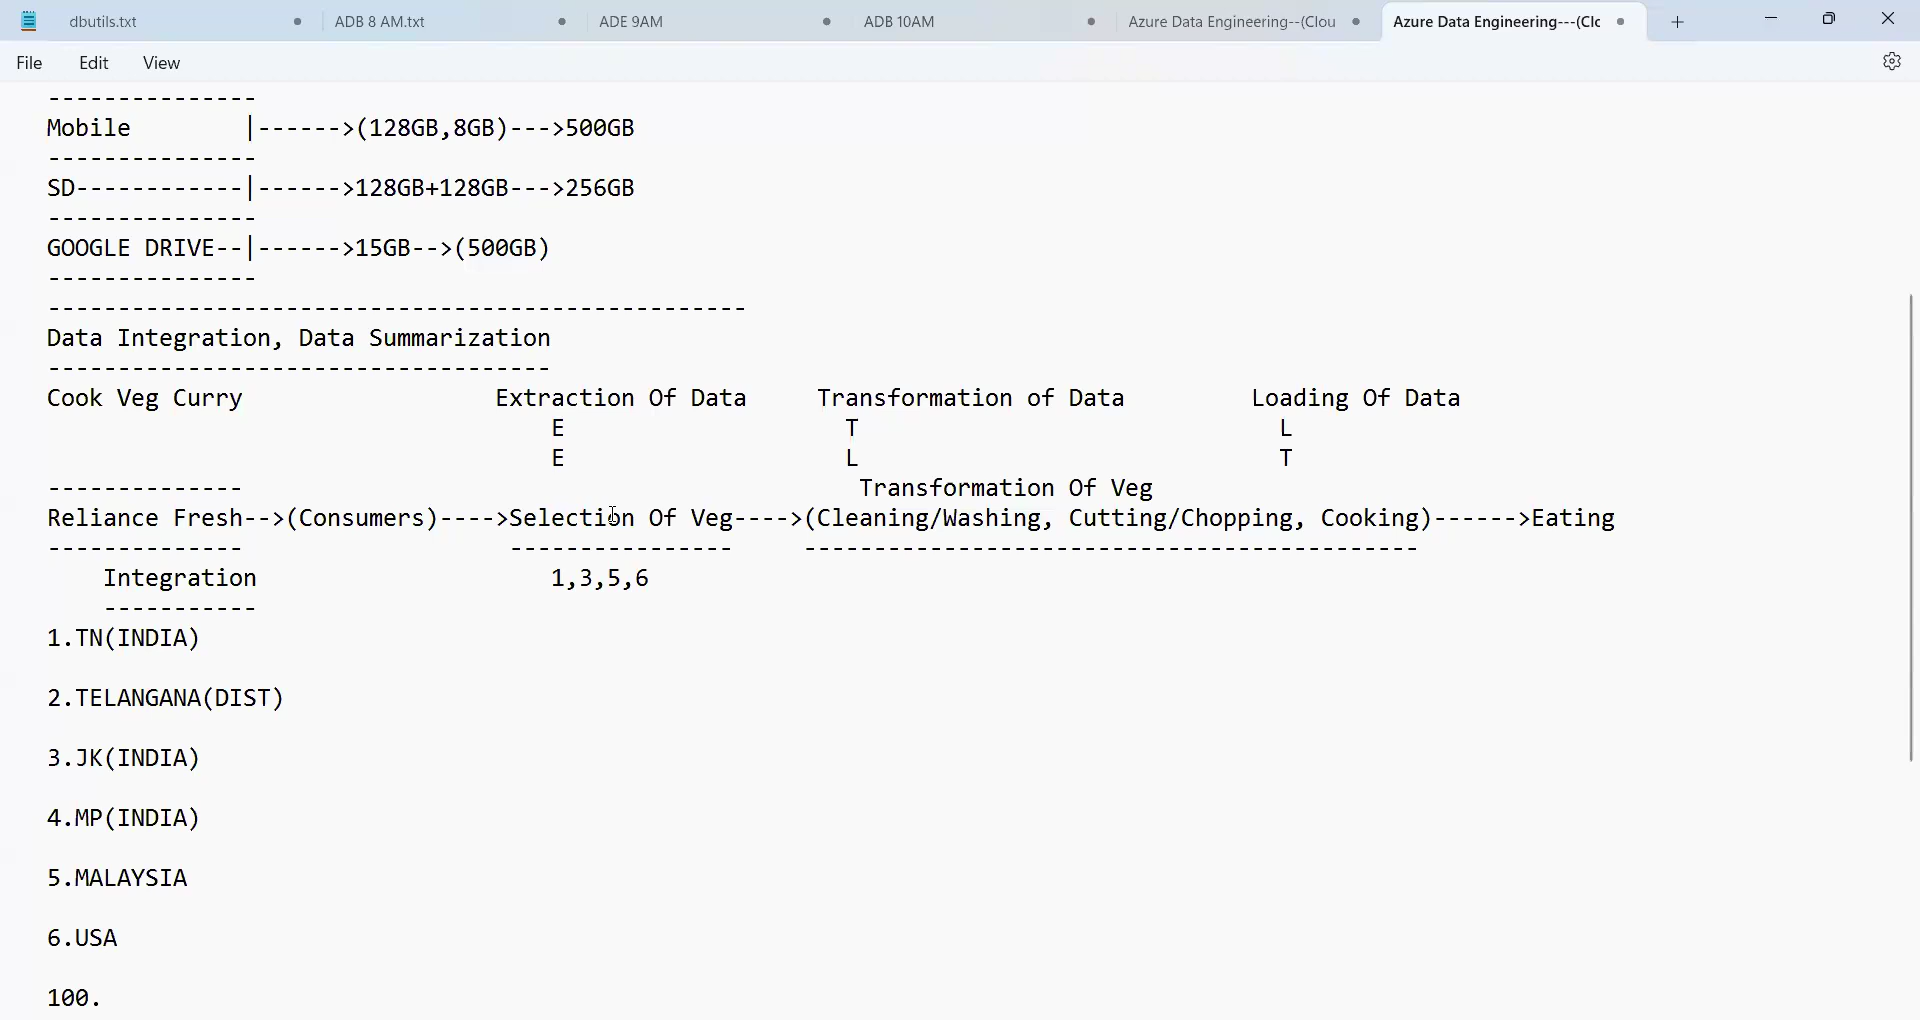 dbutils.txt ADB 8 AM.txt ADE 9AM ADB 10AM Azure Data Engineering--(Clou Azure Data Engineering---(Clc
File Edit View
---------------
Mobile |------>(128GB,8GB)--->500GB
---------------
SD------------|------>128GB+128GB--->256GB
---------------
GOOGLE DRIVE--|------>15GB-->(500GB)
---------------
--------------------------------------------------
Data Integration, Data Summarization
------------------------------------
Cook Veg Curry Extraction Of Data Transformation of Data Loading Of Data
E T L
E L T
-------------- Transformation Of Veg
Reliance Fresh-->(Consumers)---->Selection Of Veg---->(Cleaning/Washing, Cutting/Chopping, Cooking)------>Eating
-------------- ---------------- --------------------------------------------
Integration 1,3,5,6
-----------
1.TN(INDIA)
2.TELANGANA(DIST)
3.JK(INDIA)
4.MP(INDIA)
5.MALAYSIA
6.USA
100.